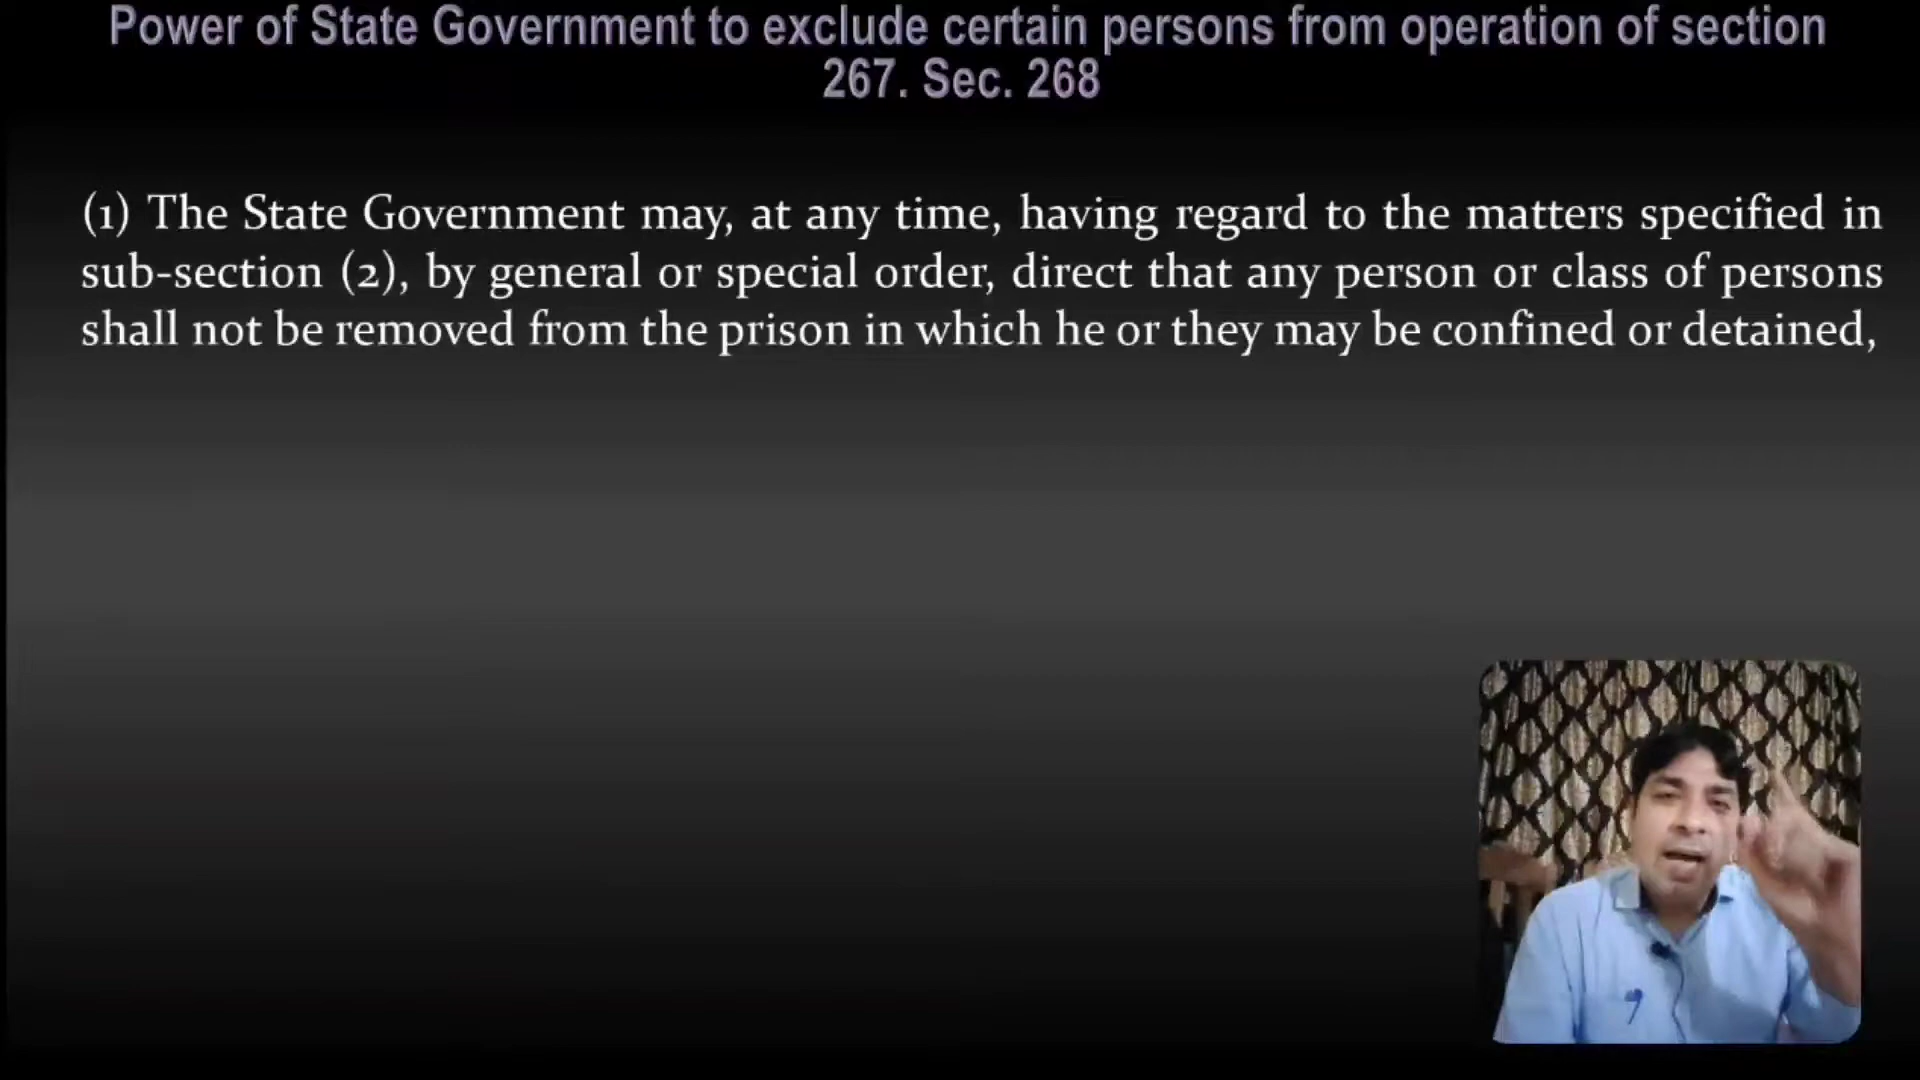 Power of State Government to exclude certain persons from operation of section
267. Sec. 268
(1) The State Government may, at any time, having regard to the matters specified in
sub-section (2), by general or special order, direct that any person or class of persons
shall not be removed from the prison in which he or they may be confined or detained,